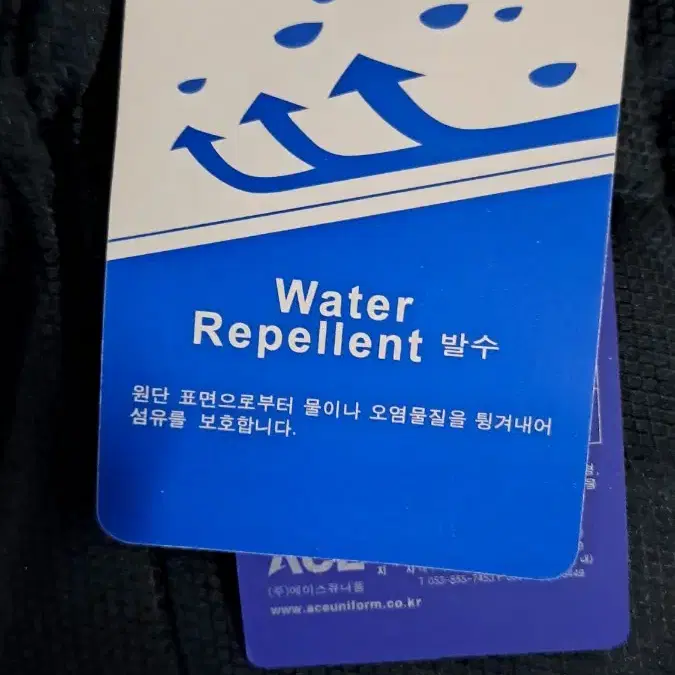 Water
Repellent 발수
원단 표면으로부터 물이나 오염물질을 튕겨내어
섬유를 보호합니다.
ACE
(주)에이스유니폼
www.aceuniform.co.kr